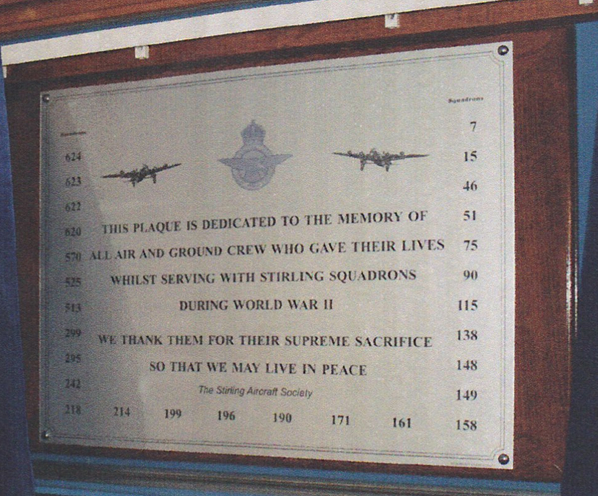 Squadrons
Squadrons
624
623
622
620
570
525
513
299
295
242
218
THIS PLAQUE IS DEDICATED TO THE MEMORY OF
ALL AIR AND GROUND CREW WHO GAVE THEIR LIVES
WHILST SERVING WITH STIRLING SQUADRONS
DURING WORLD WAR II
WE THANK THEM FOR THEIR SUPREME SACRIFICE
SO THAT WE MAY LIVE IN PEACE
The Stirling Aircraft Society
214 199 196 190 171 161
7
15
46
51
75
90
115
138
148
149
158